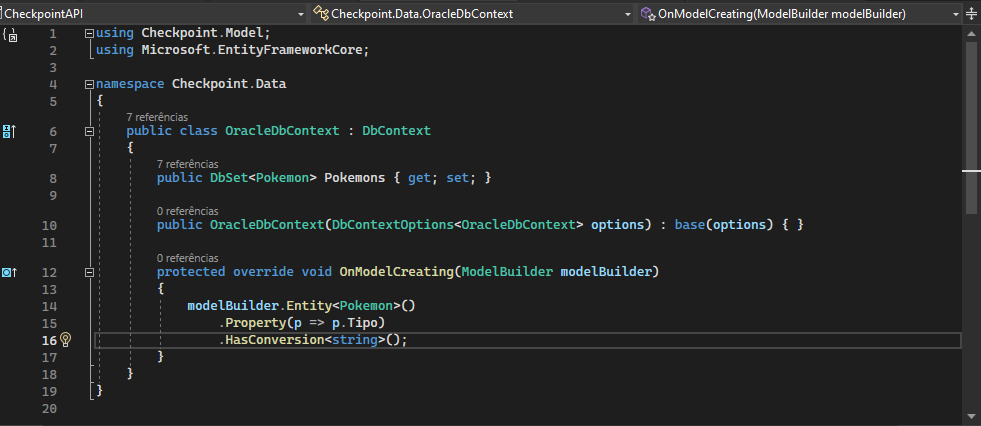 CheckpointAPI Checkpoint.Data.OracleDbContext OnModelCreating(ModelBuilder modelBuilder)
1 using Checkpoint.Model;
2 using Microsoft.EntityFrameworkCore;
3
4 namespace Checkpoint.Data
5 {
7 referências
6 public class OracleDbContext : DbContext
7 {
7 referências
8 public DbSet<Pokemon> Pokemons { get; set; }
9
0 referências
10 public OracleDbContext(DbContextOptions<OracleDbContext> options) : base(options) { }
11
0 referências
12 protected override void OnModelCreating(ModelBuilder modelBuilder)
13 {
14 modelBuilder.Entity<Pokemon>()
15 .Property(p => p.Tipo)
16 .HasConversion<string>();
17 }
18 }
19 }
20